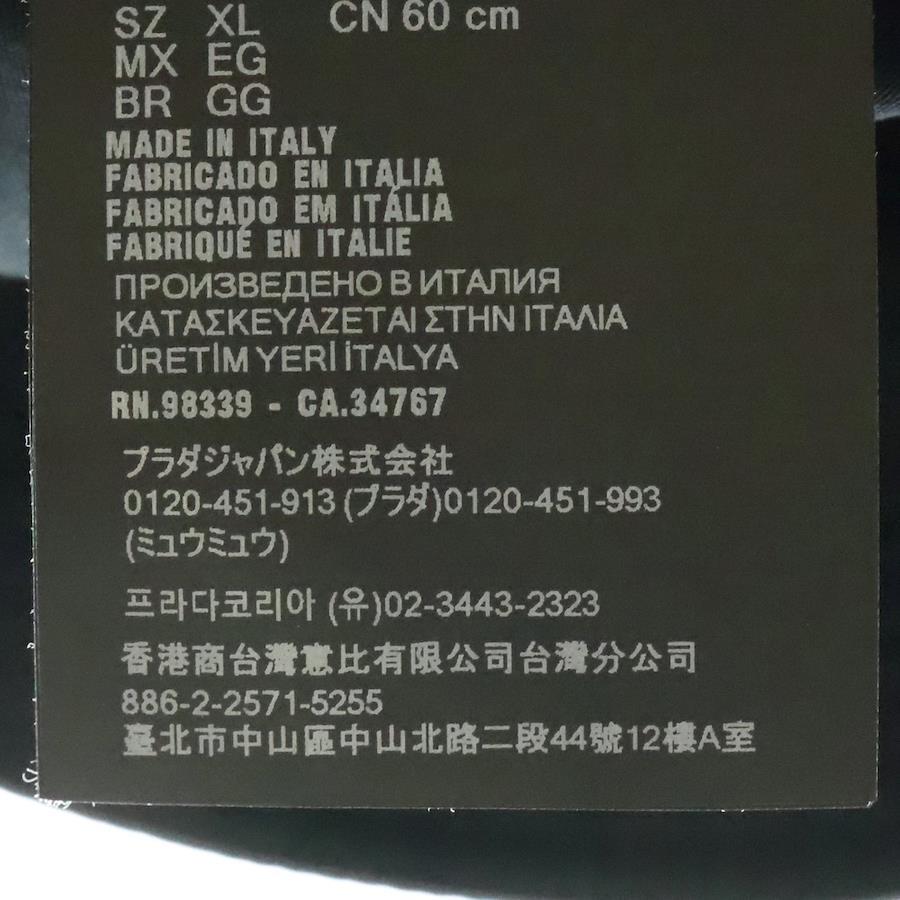 SZ XL CN 60 cm
MX EG
BR GG
MADE IN ITALY
FABRICADO EN ITALIA
FABRICADO EM ITÁLIA
FABRIQUÉ EN ITALIE
ПРОИЗВЕДЕНО В ИТАЛИЯ
ΚΑΤΑΣΚΕΥΑΖΕΤΑΙ ΣΤΗΝ ΙΤΑΛΙΑ
ÜRETİM YERİ İTALYA
RN.98339 - CA.34767
プラダジャパン株式会社
0120-451-913 (プラダ)0120-451-993
(ミュウミュウ)
프라다코리아 (유)02-3443-2323
香港商台灣意比有限公司台灣分公司
886-2-2571-5255
臺北市中山區中山北路二段44號12樓A室